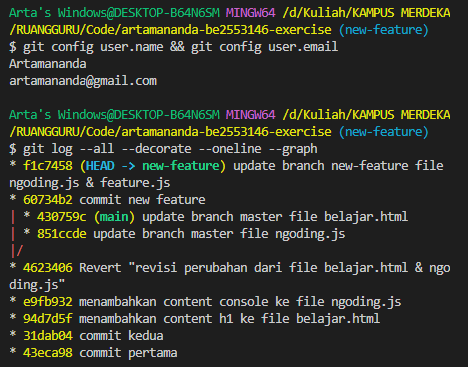 Arta's Windows@DESKTOP-B64N6SM MINGW64 /d/Kuliah/KAMPUS MERDEKA
/RUANGGURU/Code/artamananda-be2553146-exercise (new-feature)
$ git config user.name && git config user.email
Artamananda
artamananda@gmail.com

Arta's Windows@DESKTOP-B64N6SM MINGW64 /d/Kuliah/KAMPUS MERDEKA
/RUANGGURU/Code/artamananda-be2553146-exercise (new-feature)
$ git log --all --decorate --oneline --graph
* f1c7458 (HEAD -> new-feature) update branch new-feature file
ngoding.js & feature.js
* 60734b2 commit new feature
| * 430759c (main) update branch master file belajar.html
| * 851ccde update branch master file ngoding.js
|/
* 4623406 Revert "revisi perubahan dari file belajar.html & ngo
ding.js"
* e9fb932 menambahkan content console ke file ngoding.js
* 94d7d5f menambahkan content h1 ke file belajar.html
* 31dab04 commit kedua
* 43eca98 commit pertama